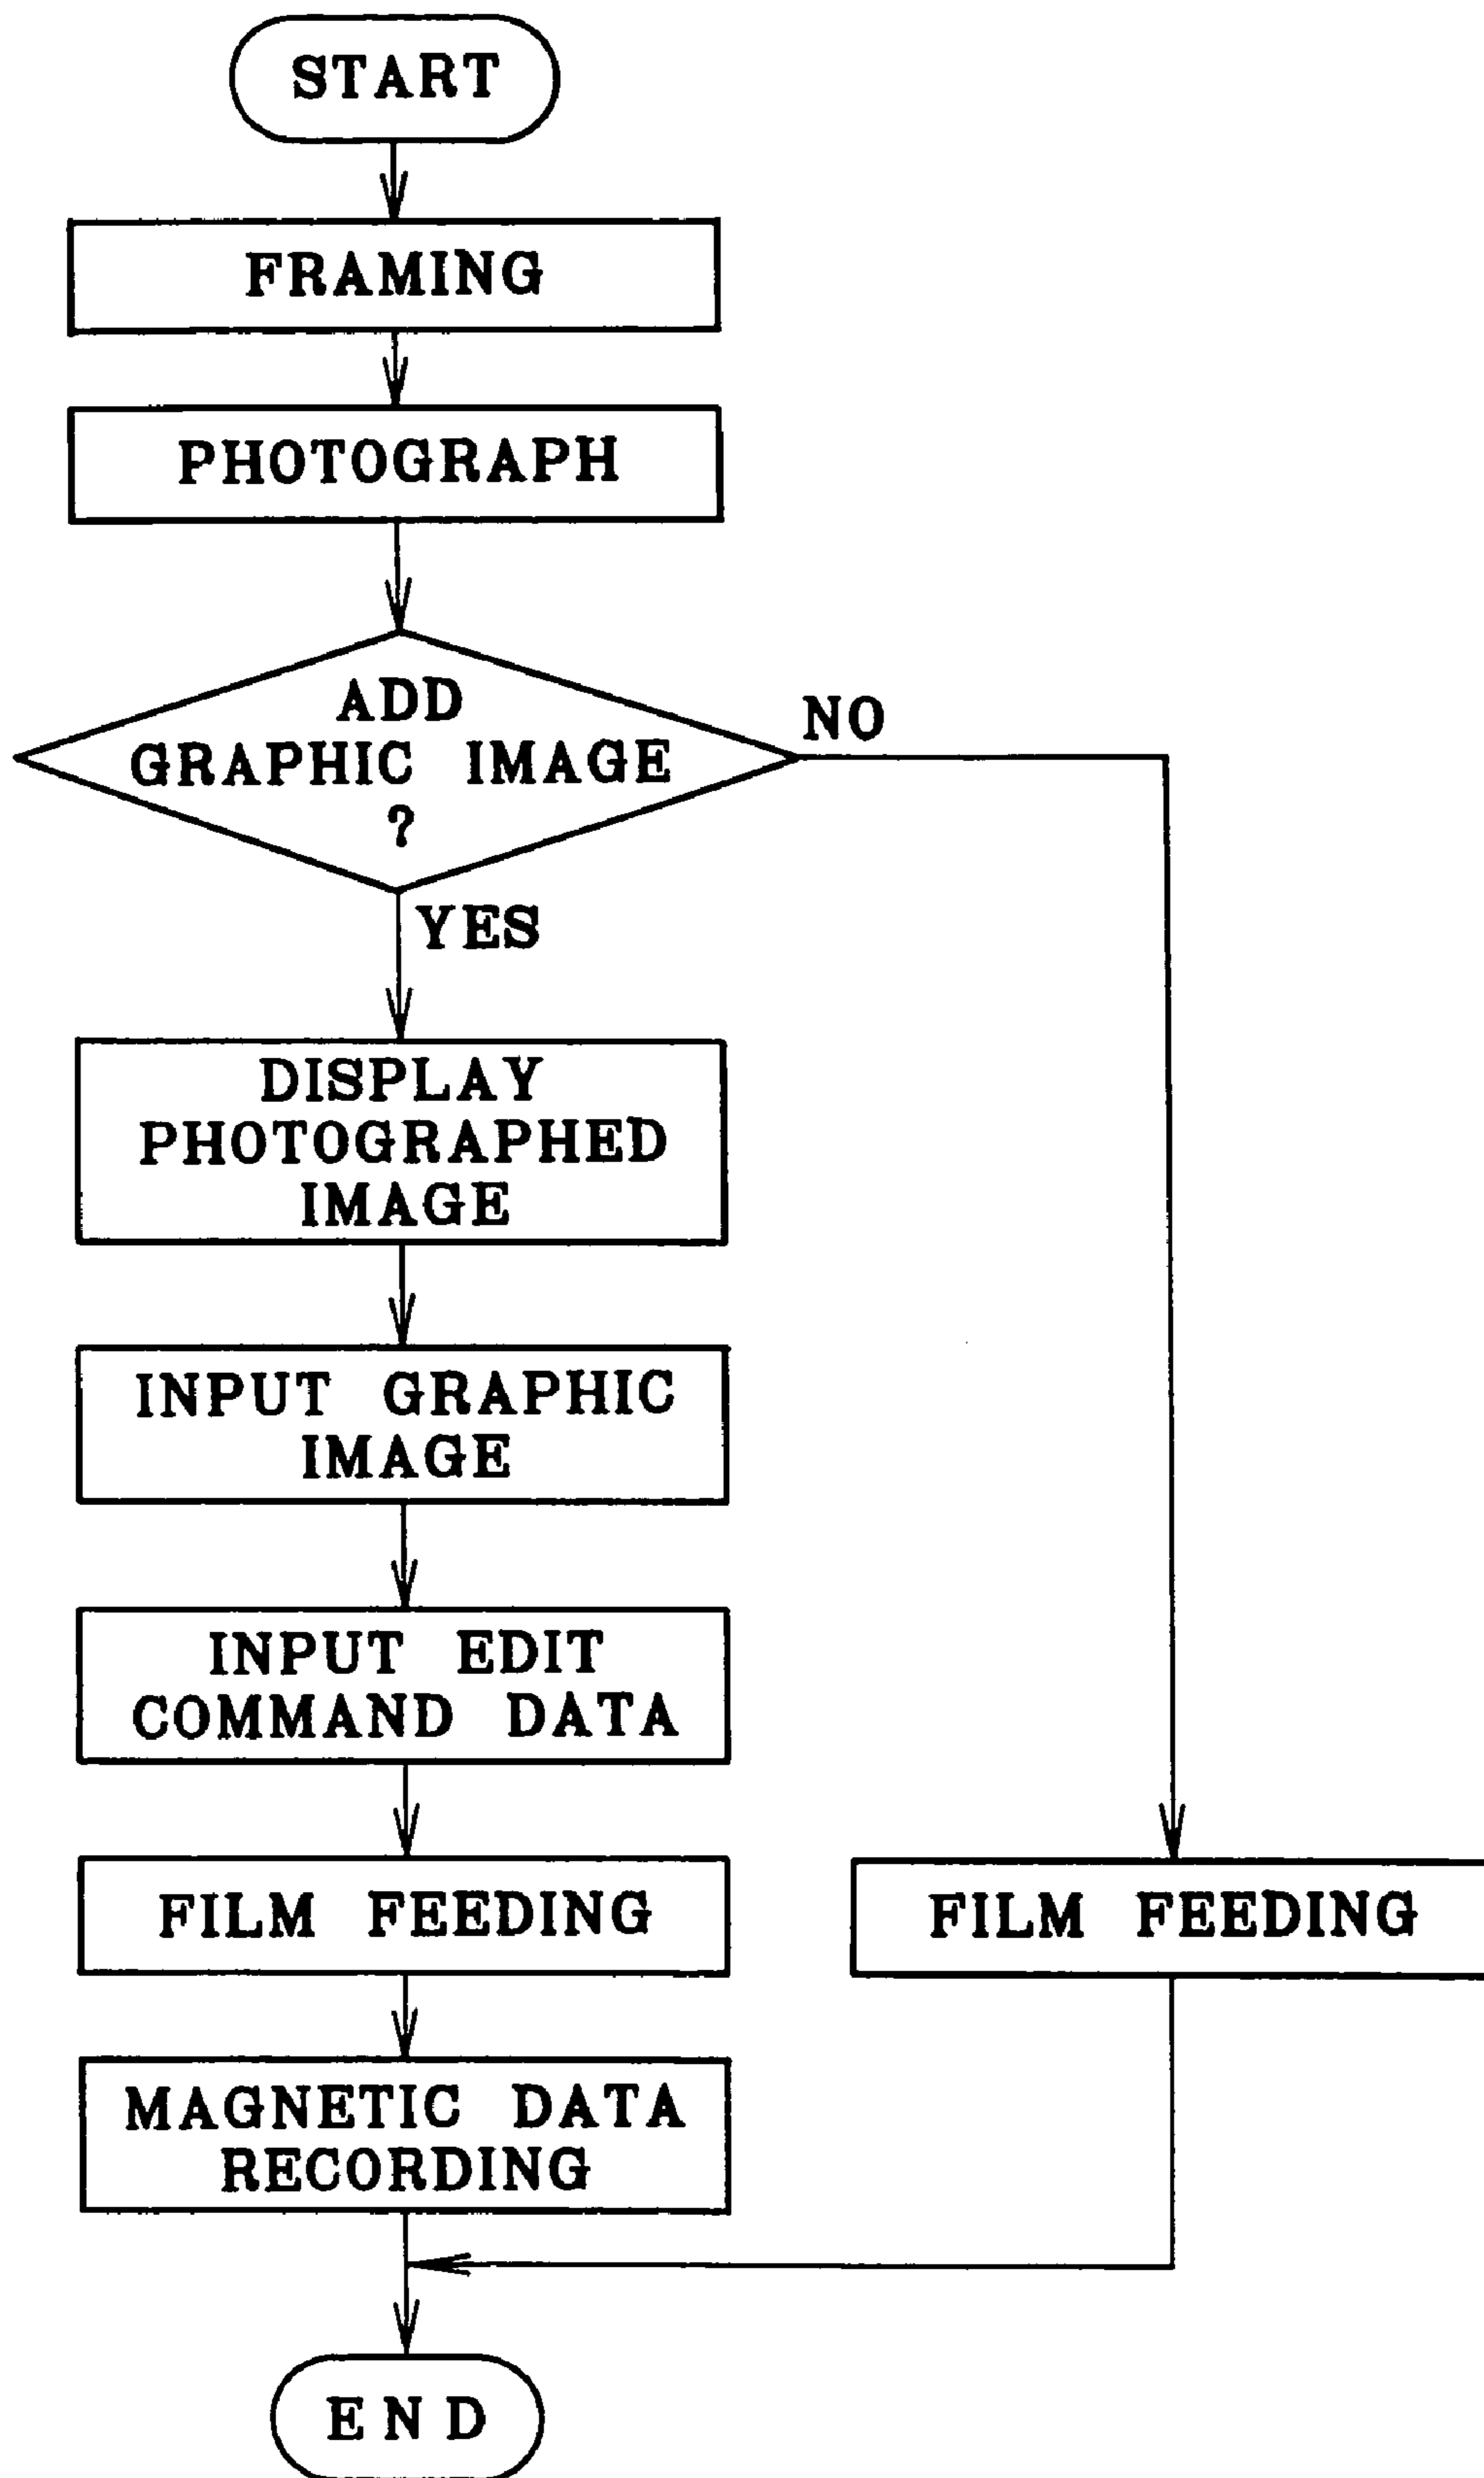 START
FRAMING
PHOTOGRAPH
ADD
GRAPHIC IMAGE
?
NO
YES
DISPLAY
PHOTOGRAPHED
IMAGE
INPUT GRAPHIC
IMAGE
INPUT EDIT
COMMAND DATA
FILM FEEDING
FILM FEEDING
MAGNETIC DATA
RECORDING
END